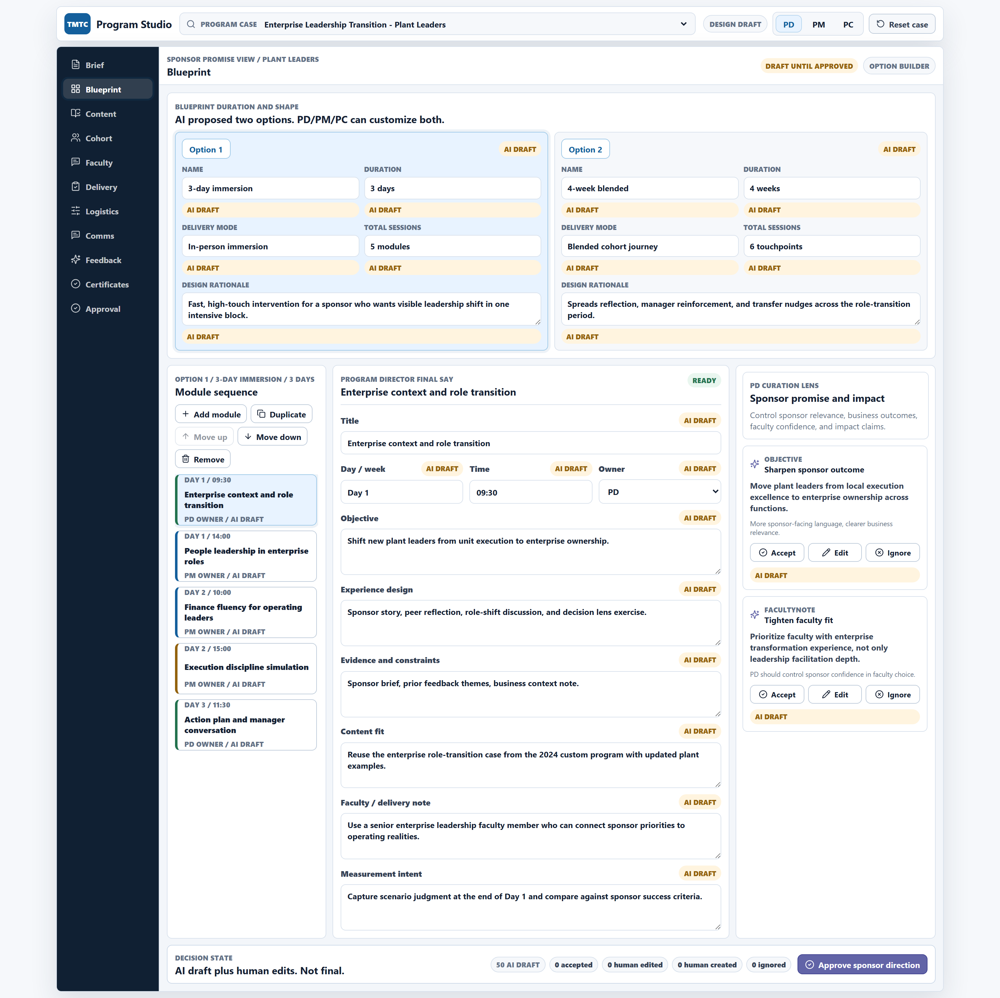 TMTC
Program Studio
PROGRAM CASE
Enterprise Leadership Transition - Plant Leaders
DESIGN DRAFT
PD
PM
PC
Reset case
Brief
Blueprint
Content
Cohort
Faculty
Delivery
Logistics
Comms
Feedback
Certificates
Approval
SPONSOR PROMISE VIEW / PLANT LEADERS
Blueprint
DRAFT UNTIL APPROVED
OPTION BUILDER
BLUEPRINT DURATION AND SHAPE
AI proposed two options. PD/PM/PC can customize both.
Option 1
AI DRAFT
NAME
DURATION
3-day immersion
3 days
AI DRAFT
AI DRAFT
DELIVERY MODE
TOTAL SESSIONS
In-person immersion
5 modules
AI DRAFT
AI DRAFT
DESIGN RATIONALE
Fast, high-touch intervention for a sponsor who wants visible leadership shift in one
intensive block.
AI DRAFT
Option 2
AI DRAFT
NAME
DURATION
4-week blended
4 weeks
AI DRAFT
AI DRAFT
DELIVERY MODE
TOTAL SESSIONS
Blended cohort journey
6 touchpoints
AI DRAFT
AI DRAFT
DESIGN RATIONALE
Spreads reflection, manager reinforcement, and transfer nudges across the role-transition
period.
AI DRAFT
OPTION 1 / 3-DAY IMMERSION / 3 DAYS
Module sequence
Add module
Duplicate
Move up
Move down
Remove
DAY 1 / 09:30
Enterprise context and role
transition
PD OWNER / AI DRAFT
DAY 1 / 14:00
People leadership in enterprise
roles
PM OWNER / AI DRAFT
DAY 2 / 10:00
Finance fluency for operating
leaders
PM OWNER / AI DRAFT
DAY 2 / 15:00
Execution discipline simulation
PM OWNER / AI DRAFT
DAY 3 / 11:30
Action plan and manager
conversation
PD OWNER / AI DRAFT
PROGRAM DIRECTOR FINAL SAY
READY
Enterprise context and role transition
Title
AI DRAFT
Enterprise context and role transition
Day / week
AI DRAFT
Time
AI DRAFT
Owner
AI DRAFT
Day 1
09:30
PD
Objective
AI DRAFT
Shift new plant leaders from unit execution to enterprise ownership.
Experience design
AI DRAFT
Sponsor story, peer reflection, role-shift discussion, and decision lens exercise.
Evidence and constraints
AI DRAFT
Sponsor brief, prior feedback themes, business context note.
Content fit
AI DRAFT
Reuse the enterprise role-transition case from the 2024 custom program with updated plant
examples.
Faculty / delivery note
AI DRAFT
Use a senior enterprise leadership faculty member who can connect sponsor priorities to
operating realities.
Measurement intent
AI DRAFT
Capture scenario judgment at the end of Day 1 and compare against sponsor success criteria.
PD CURATION LENS
Sponsor promise and impact
Control sponsor relevance, business outcomes,
faculty confidence, and impact claims.
OBJECTIVE
Sharpen sponsor outcome
Move plant leaders from local execution
excellence to enterprise ownership across
functions.
More sponsor-facing language, clearer business
relevance.
Accept
Edit
Ignore
AI DRAFT
FACULTYNOTE
Tighten faculty fit
Prioritize faculty with enterprise
transformation experience, not only
leadership facilitation depth.
PD should control sponsor confidence in faculty choice.
Accept
Edit
Ignore
AI DRAFT
DECISION STATE
AI draft plus human edits. Not final.
50 AI DRAFT
0 accepted
0 human edited
0 human created
0 ignored
Approve sponsor direction